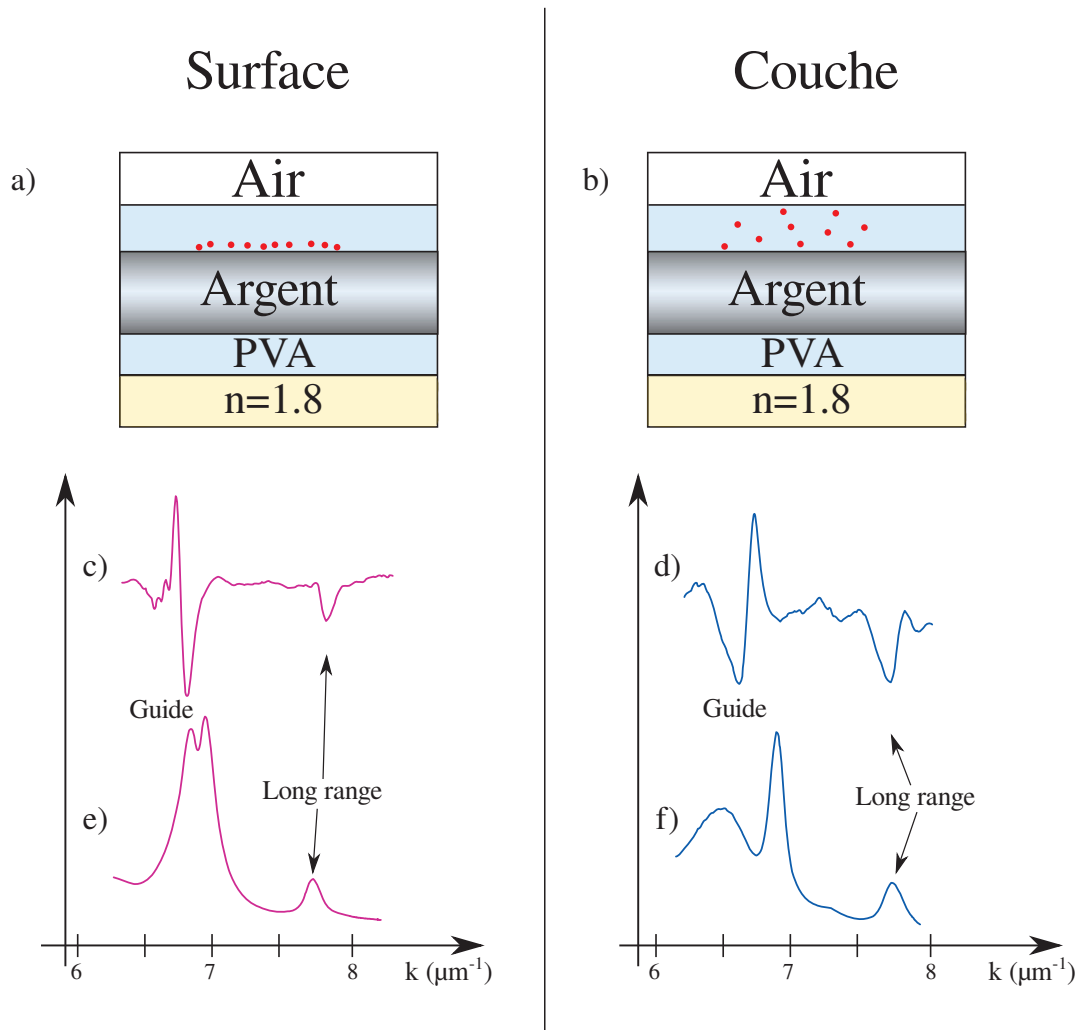 Surface
a)
Air
Argent
PVA
n=1.8
c)
Guide
Long range
e)
6
7
8
k (µm⁻¹)
Couche
b)
Air
Argent
PVA
n=1.8
d)
Guide
Long range
f)
6
7
8
k (µm⁻¹)